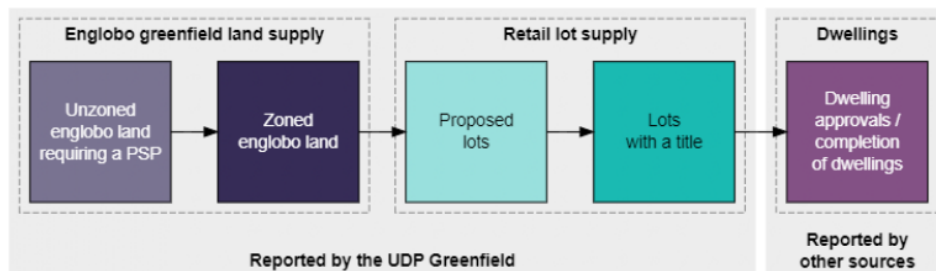 Englobo greenfield land supply
Retail lot supply
Dwellings
Unzoned
englobo land
requiring a PSP
Zoned
englobo land
Proposed
lots
Lots
with a title
Dwelling
approvals /
completion
of dwellings
Reported by the UDP Greenfield
Reported by
other sources